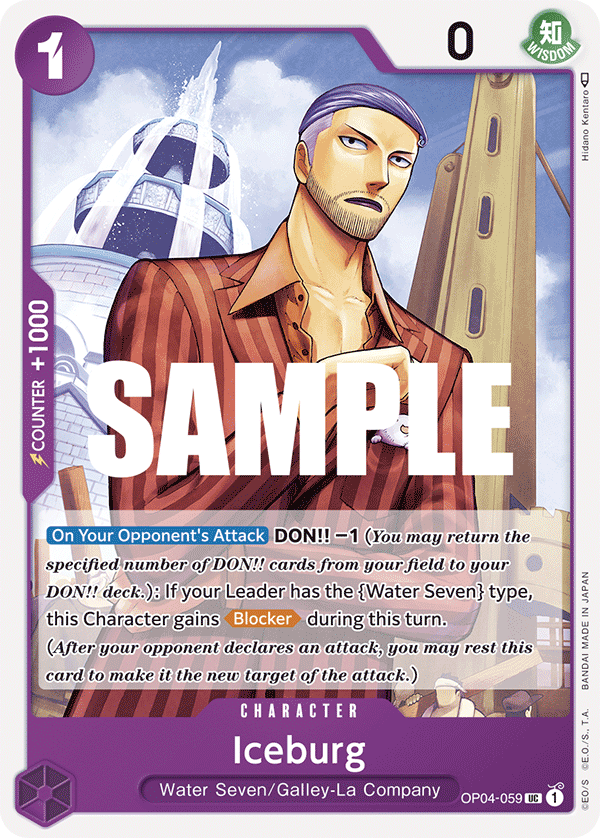 1
0
知
WISDOM
Hidano Kentaro
COUNTER +1000
SAMPLE
On Your Opponent's Attack DON!! −1 (You may return the
specified number of DON!! cards from your field to your
DON!! deck.): If your Leader has the {Water Seven} type,
this Character gains Blocker during this turn.
(After your opponent declares an attack, you may rest this
card to make it the new target of the attack.)
CHARACTER
Iceburg
Water Seven/Galley-La Company
OP04-059 UC 1
©E.O/S ©E.O./S., T.A. BANDAI MADE IN JAPAN